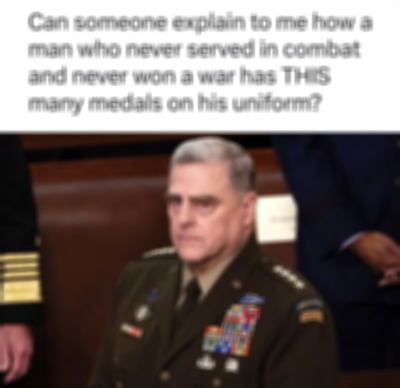 Can someone explain to me how a
man who never served in combat
and never won a war has THIS
many medals on his uniform?